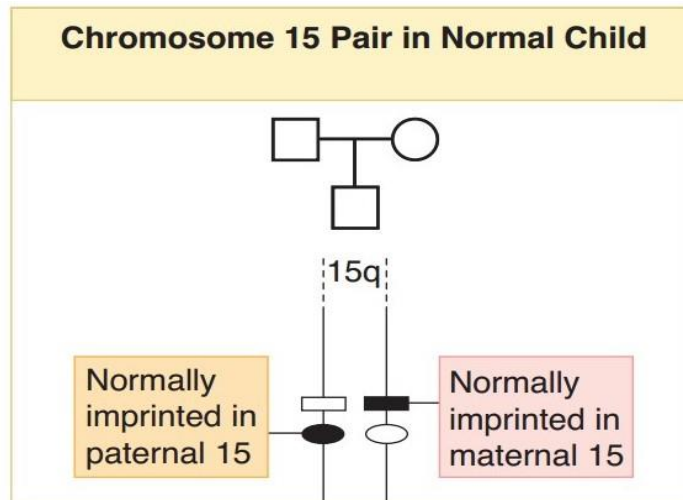 Chromosome 15 Pair in Normal Child
15q
Normally
imprinted in
paternal 15
Normally
imprinted in
maternal 15